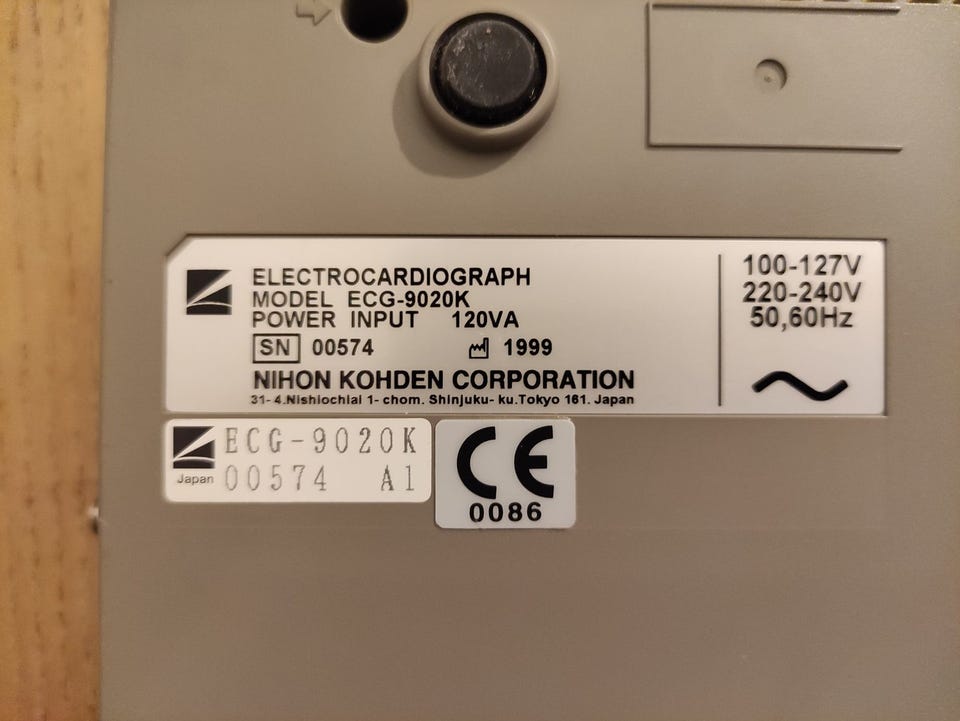 ELECTROCARDIOGRAPH
MODEL ECG-9020K
POWER INPUT 120VA
SN 00574 1999
NIHON KOHDEN CORPORATION
31-4.Nishiochiai 1- chom. Shinjuku- ku.Tokyo 161. Japan
100-127V
220-240V
50,60Hz
ECG-9020K
Japan 00574 A1
CE
0086